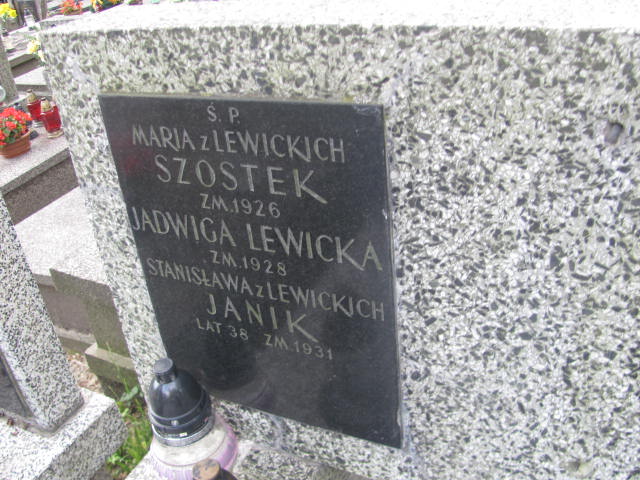 Ś. P.
MARIA z LEWICKICH
SZOSTEK
ZM. 1926
JADWIGA LEWICKA
ZM. 1928
STANISŁAWA z LEWICKICH
JANIK
LAT 38 ZM. 1931